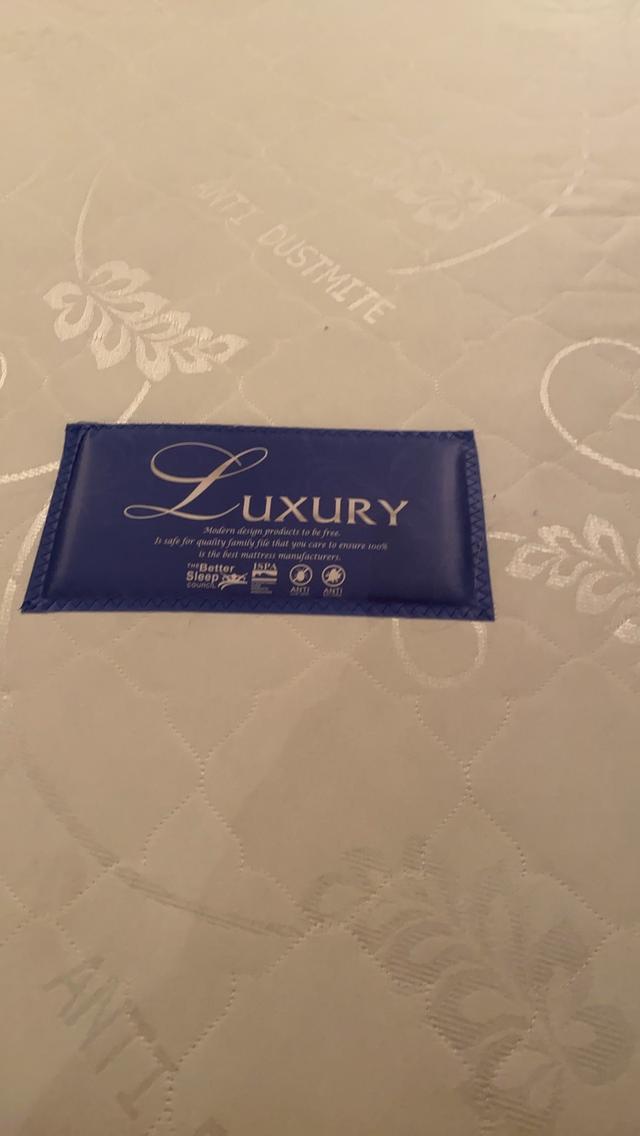 ANTI DUSTMITE
LUXURY
Modern design products to be free.
Is safe for quality family file that you care to ensure 100%
is the best mattress manufacturers.
THE Better Sleep COUNCIL
ISPA
ANTI
ANTI
ANTI